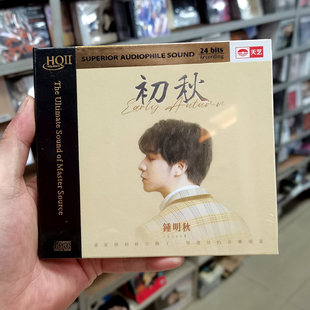 HQII
SUPERIOR AUDIOPHILE SOUND
24 bits
recording
天艺
The Ultimate Sound of Master Source
初秋
Early Autumn
鍾明秋